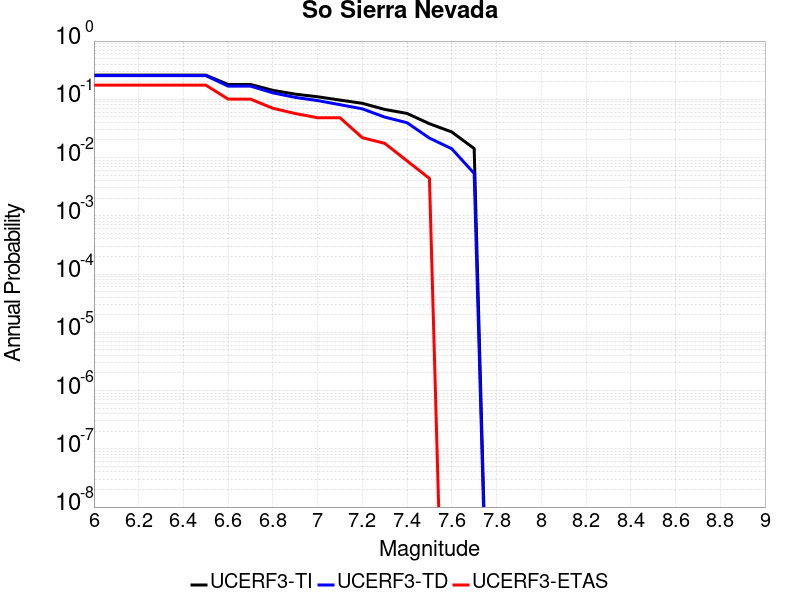 So Sierra Nevada
10^0
10^-1
10^-2
10^-3
10^-4
10^-5
10^-6
10^-7
10^-8
Annual Probability
6 6.2 6.4 6.6 6.8 7 7.2 7.4 7.6 7.8 8 8.2 8.4 8.6 8.8 9
Magnitude
UCERF3-TI UCERF3-TD UCERF3-ETAS